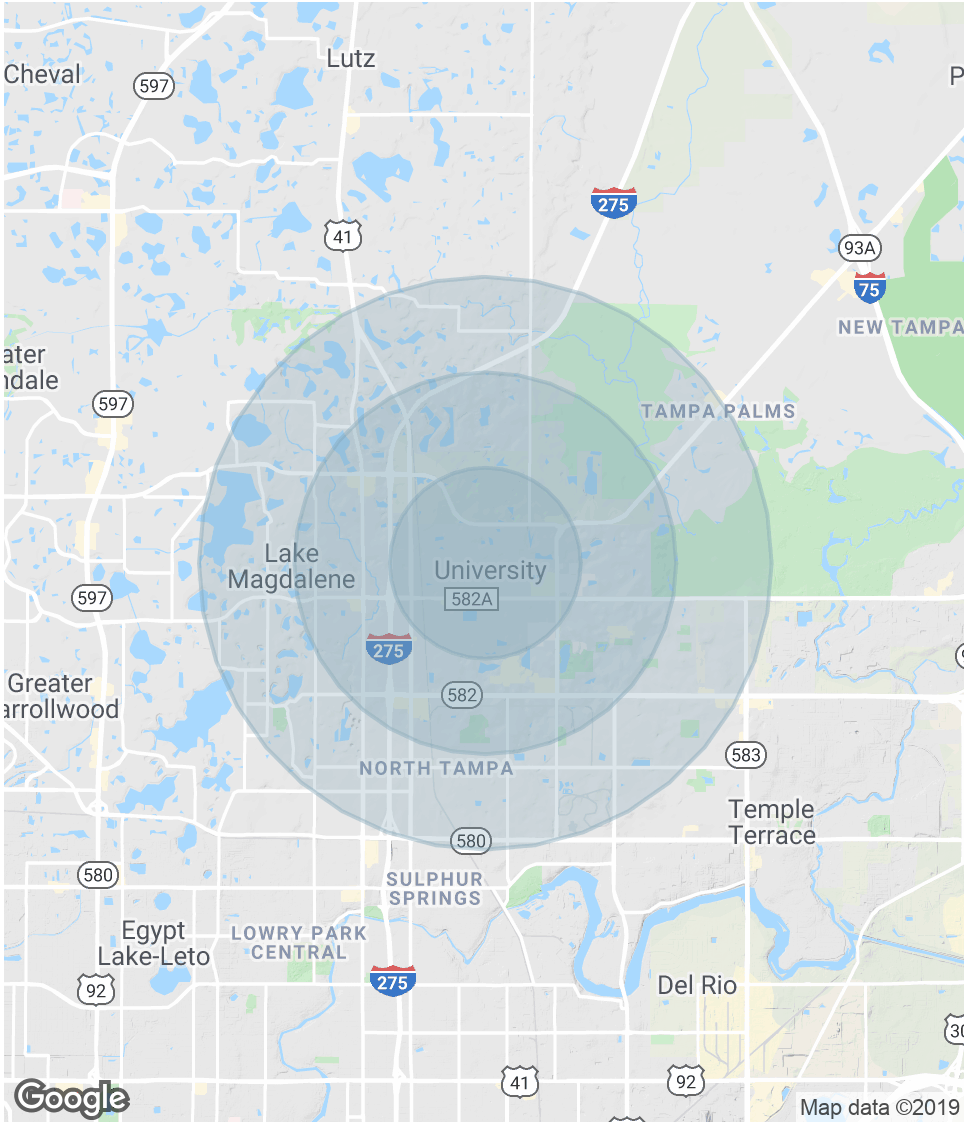 Lutz
Cheval
597
P
275
41
93A
75
NEW TAMPA
ater
ndale
597
TAMPA PALMS
Lake
Magdalene
University
582A
597
275
Greater
arrollwood
582
583
NORTH TAMPA
Temple
Terrace
580
580
SULPHUR
SPRINGS
Egypt
Lake-Leto
LOWRY PARK
CENTRAL
92
275
Del Rio
30
41
92
Google
Map data ©2019